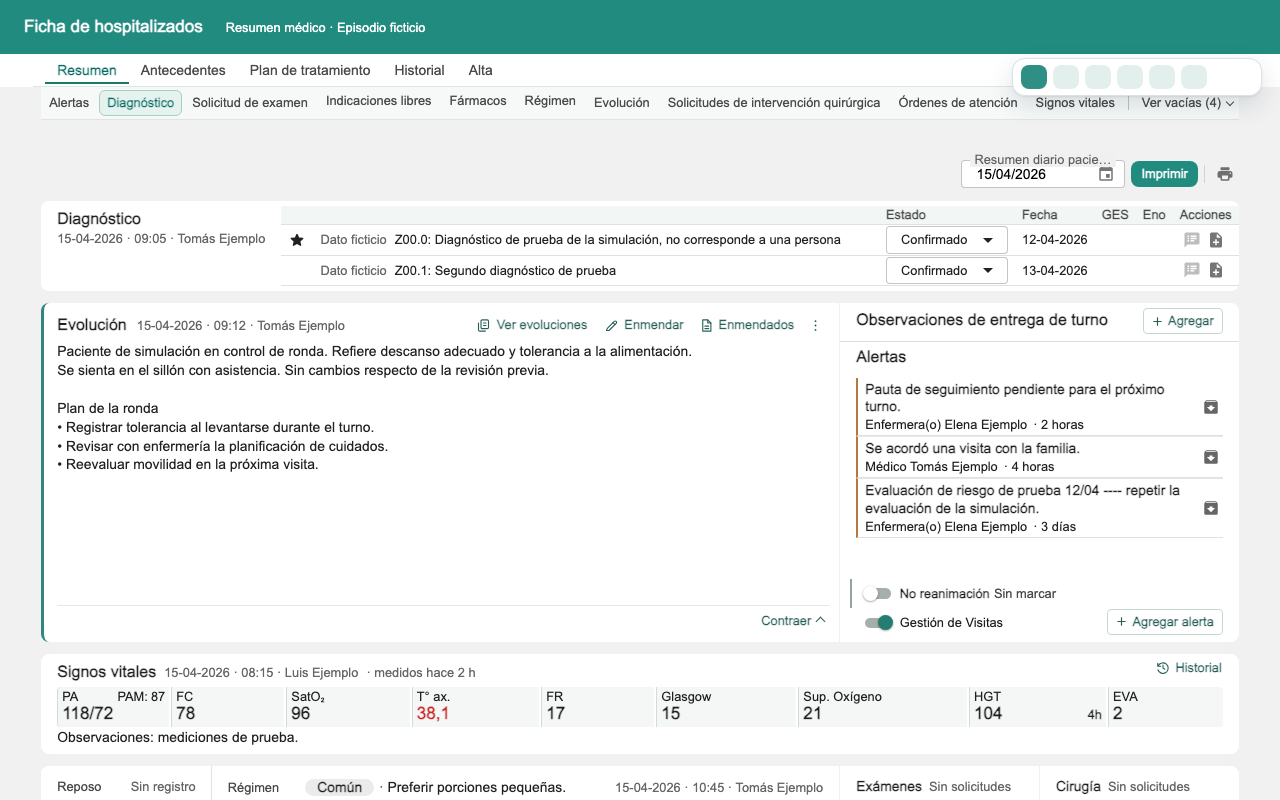 Ficha de hospitalizados Resumen médico · Episodio ficticio
Resumen Antecedentes Plan de tratamiento Historial Alta
Alertas Diagnóstico Solicitud de examen Indicaciones libres Fármacos Régimen Evolución Solicitudes de intervención quirúrgica Órdenes de atención Signos vitales Ver vacías (4)
Resumen diario pacie…
15/04/2026 Imprimir
Diagnóstico
15-04-2026 · 09:05 · Tomás Ejemplo
Estado Fecha GES Eno Acciones
Dato ficticio Z00.0: Diagnóstico de prueba de la simulación, no corresponde a una persona Confirmado 12-04-2026
Dato ficticio Z00.1: Segundo diagnóstico de prueba Confirmado 13-04-2026
Evolución 15-04-2026 · 09:12 · Tomás Ejemplo Ver evoluciones Enmendar Enmendados
Paciente de simulación en control de ronda. Refiere descanso adecuado y tolerancia a la alimentación.
Se sienta en el sillón con asistencia. Sin cambios respecto de la revisión previa.
Plan de la ronda
• Registrar tolerancia al levantarse durante el turno.
• Revisar con enfermería la planificación de cuidados.
• Reevaluar movilidad en la próxima visita.
Contraer
Observaciones de entrega de turno + Agregar
Alertas
Pauta de seguimiento pendiente para el próximo
turno.
Enfermera(o) Elena Ejemplo · 2 horas
Se acordó una visita con la familia.
Médico Tomás Ejemplo · 4 horas
Evaluación de riesgo de prueba 12/04 ---- repetir la
evaluación de la simulación.
Enfermera(o) Elena Ejemplo · 3 días
No reanimación Sin marcar
Gestión de Visitas + Agregar alerta
Signos vitales 15-04-2026 · 08:15 · Luis Ejemplo · medidos hace 2 h Historial
PA PAM: 87 FC SatO₂ T° ax. FR Glasgow Sup. Oxígeno HGT EVA
118/72 78 96 38,1 17 15 21 104 4h 2
Observaciones: mediciones de prueba.
Reposo Sin registro Régimen Común · Preferir porciones pequeñas. 15-04-2026 · 10:45 · Tomás Ejemplo Exámenes Sin solicitudes Cirugía Sin solicitudes